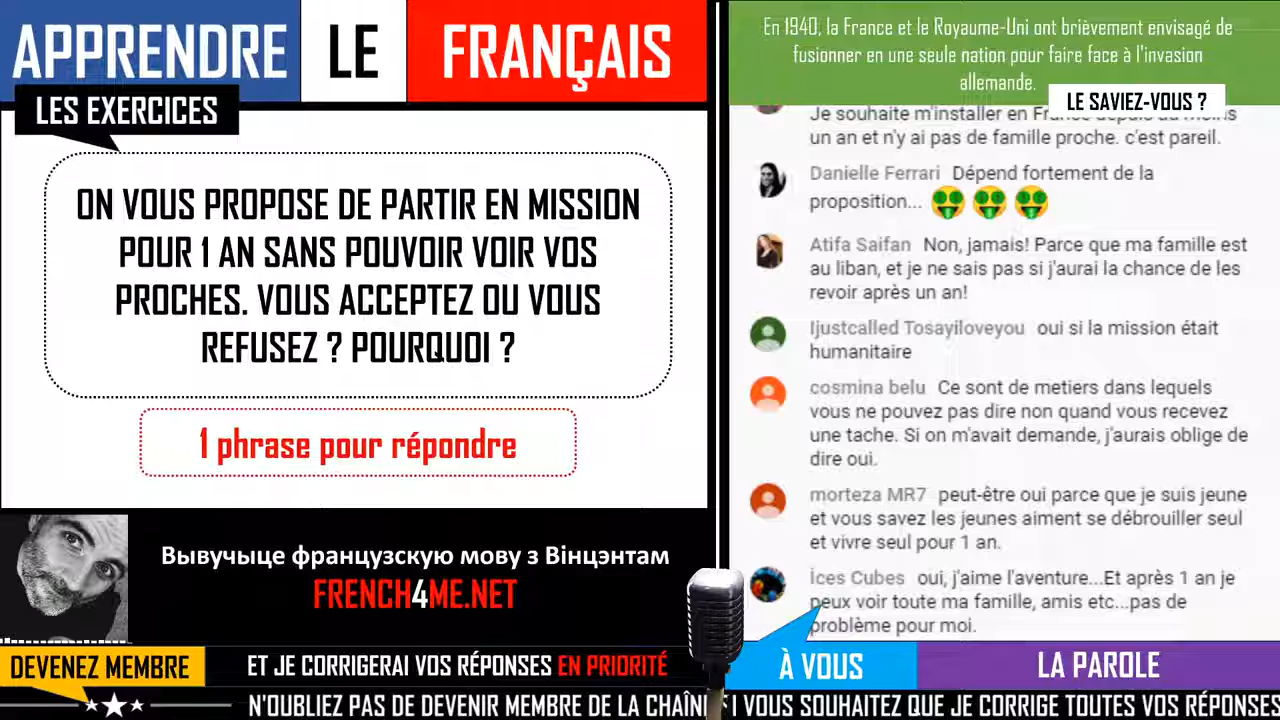 APPRENDRE LE FRANÇAIS
LES EXERCICES
ON VOUS PROPOSE DE PARTIR EN MISSION
POUR 1 AN SANS POUVOIR VOIR VOS
PROCHES. VOUS ACCEPTEZ OU VOUS
REFUSEZ ? POURQUOI ?
1 phrase pour répondre
Вывучыце французскую мову з Вінцэнтам
FRENCH4ME.NET
DEVENEZ MEMBRE
ET JE CORRIGERAI VOS RÉPONSES EN PRIORITÉ
En 1940, la France et le Royaume-Uni ont brièvement envisagé de
fusionner en une seule nation pour faire face à l'invasion
allemande.
LE SAVIEZ-VOUS ?
Je souhaite m'installer en France depuis au moins
un an et n'y ai pas de famille proche. c'est pareil.
Danielle Ferrari Dépend fortement de la
proposition... 🤑🤑🤑
Atifa Saifan Non, jamais! Parce que ma famille est
au liban, et je ne sais pas si j'aurai la chance de les
revoir après un an!
Ijustcalled Tosayiloveyou oui si la mission était
humanitaire
cosmina belu Ce sont de metiers dans lequels
vous ne pouvez pas dire non quand vous recevez
une tache. Si on m'avait demande, j'aurais oblige de
dire oui.
morteza MR7 peut-être oui parce que je suis jeune
et vous savez les jeunes aiment se débrouiller seul
et vivre seul pour 1 an.
İces Cubes oui, j'aime l'aventure...Et après 1 an je
peux voir toute ma famille, amis etc...pas de
problème pour moi.
À VOUS LA PAROLE
N'OUBLIEZ PAS DE DEVENIR MEMBRE DE LA CHAÎN I VOUS SOUHAITEZ QUE JE CORRIGE TOUTES VOS RÉPONSES